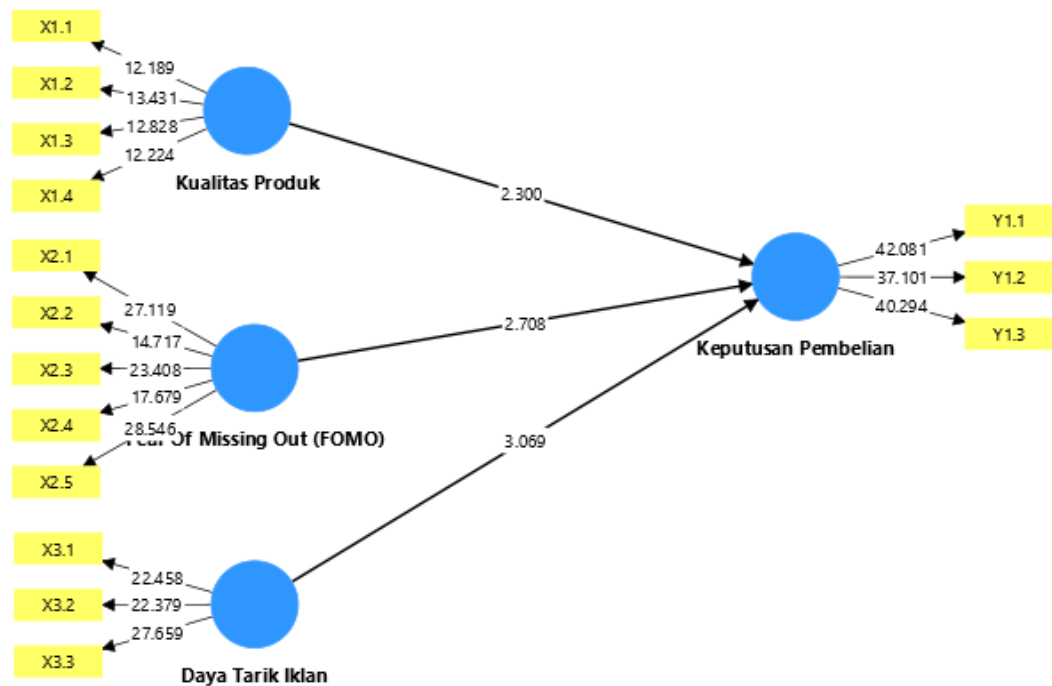 X1.1
12.189
X1.2
13.431
X1.3
12.828
X1.4
12.224
Kualitas Produk
2.300
X2.1
27.119
X2.2
14.717
X2.3
23.408
X2.4
17.679
X2.5
28.546
Of Missing Out (FOMO)
2.708
X3.1
22.458
X3.2
22.379
X3.3
27.659
Daya Tarik Iklan
3.069
Keputusan Pembelian
Y1.1
42.081
Y1.2
37.101
Y1.3
40.294